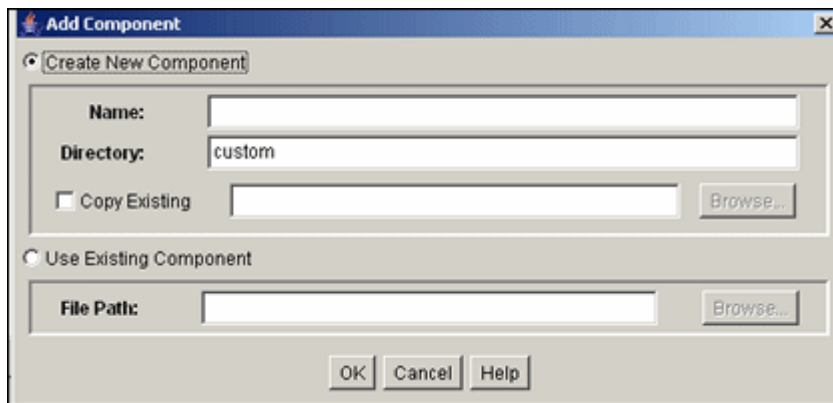 Add Component
Create New Component
Name:
Directory: custom
Copy Existing Browse...
Use Existing Component
File Path: Browse...
OK Cancel Help